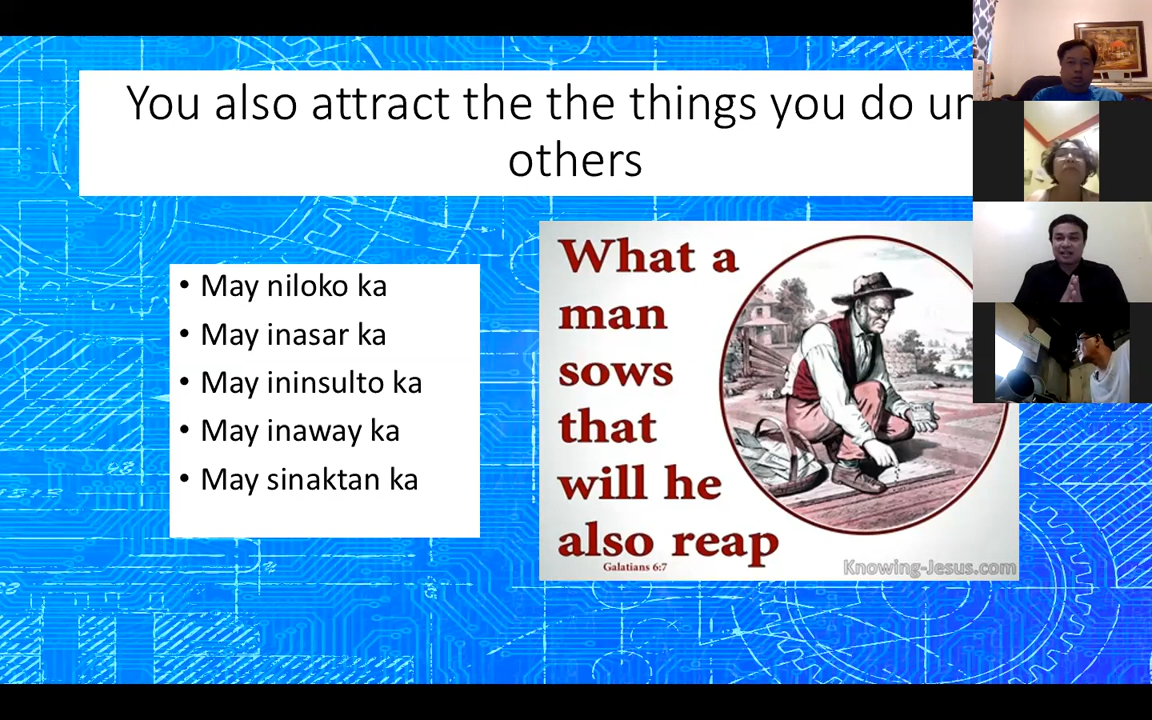 You also attract the the things you do un
others
• May niloko ka
• May inasar ka
• May ininsulto ka
• May inaway ka
• May sinaktan ka
What a
man
sows
that
will he
also reap
Galatians 6:7
Knowing-Jesus.com